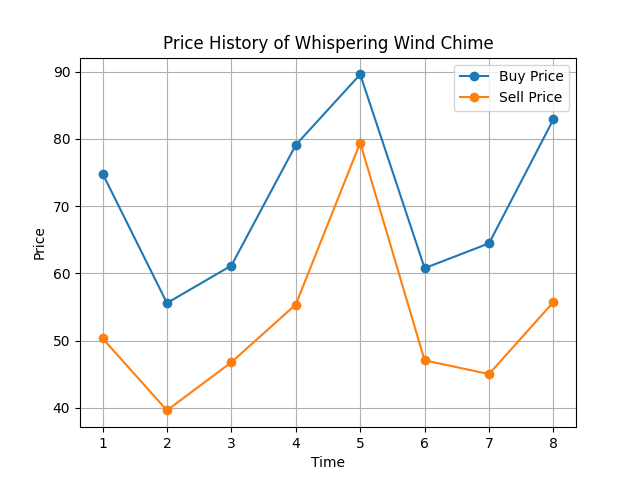 Price History of Whispering Wind Chime
Buy Price
Sell Price
90
80
70
60
50
40
Price
1 2 3 4 5 6 7 8
Time